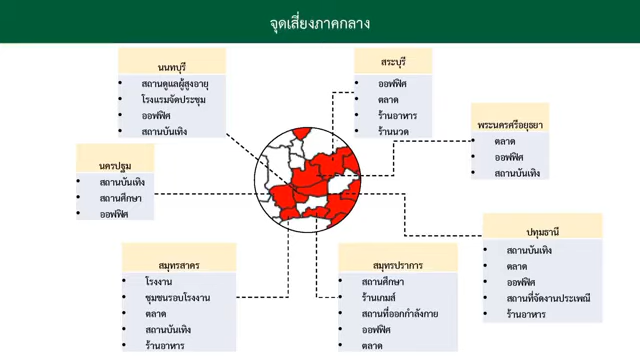 จุดเสี่ยงภาคกลาง
นนทบุรี
สถานดูแลผู้สูงอายุ
โรงแรมจัดประชุม
ออฟฟิศ
สถานบันเทิง
สระบุรี
ออฟฟิศ
ตลาด
ร้านอาหาร
ร้านนวด
พระนครศรีอยุธยา
ตลาด
ออฟฟิศ
สถานบันเทิง
นครปฐม
สถานบันเทิง
สถานศึกษา
ออฟฟิศ
ปทุมธานี
สถานบันเทิง
ตลาด
ออฟฟิศ
สถานที่จัดงานประเพณี
ร้านอาหาร
สมุทรสาคร
โรงงาน
ชุมชนรอบโรงงาน
ตลาด
สถานบันเทิง
ร้านอาหาร
สมุทรปราการ
สถานศึกษา
ร้านเกมส์
สถานที่ออกกำลังกาย
ออฟฟิศ
ตลาด